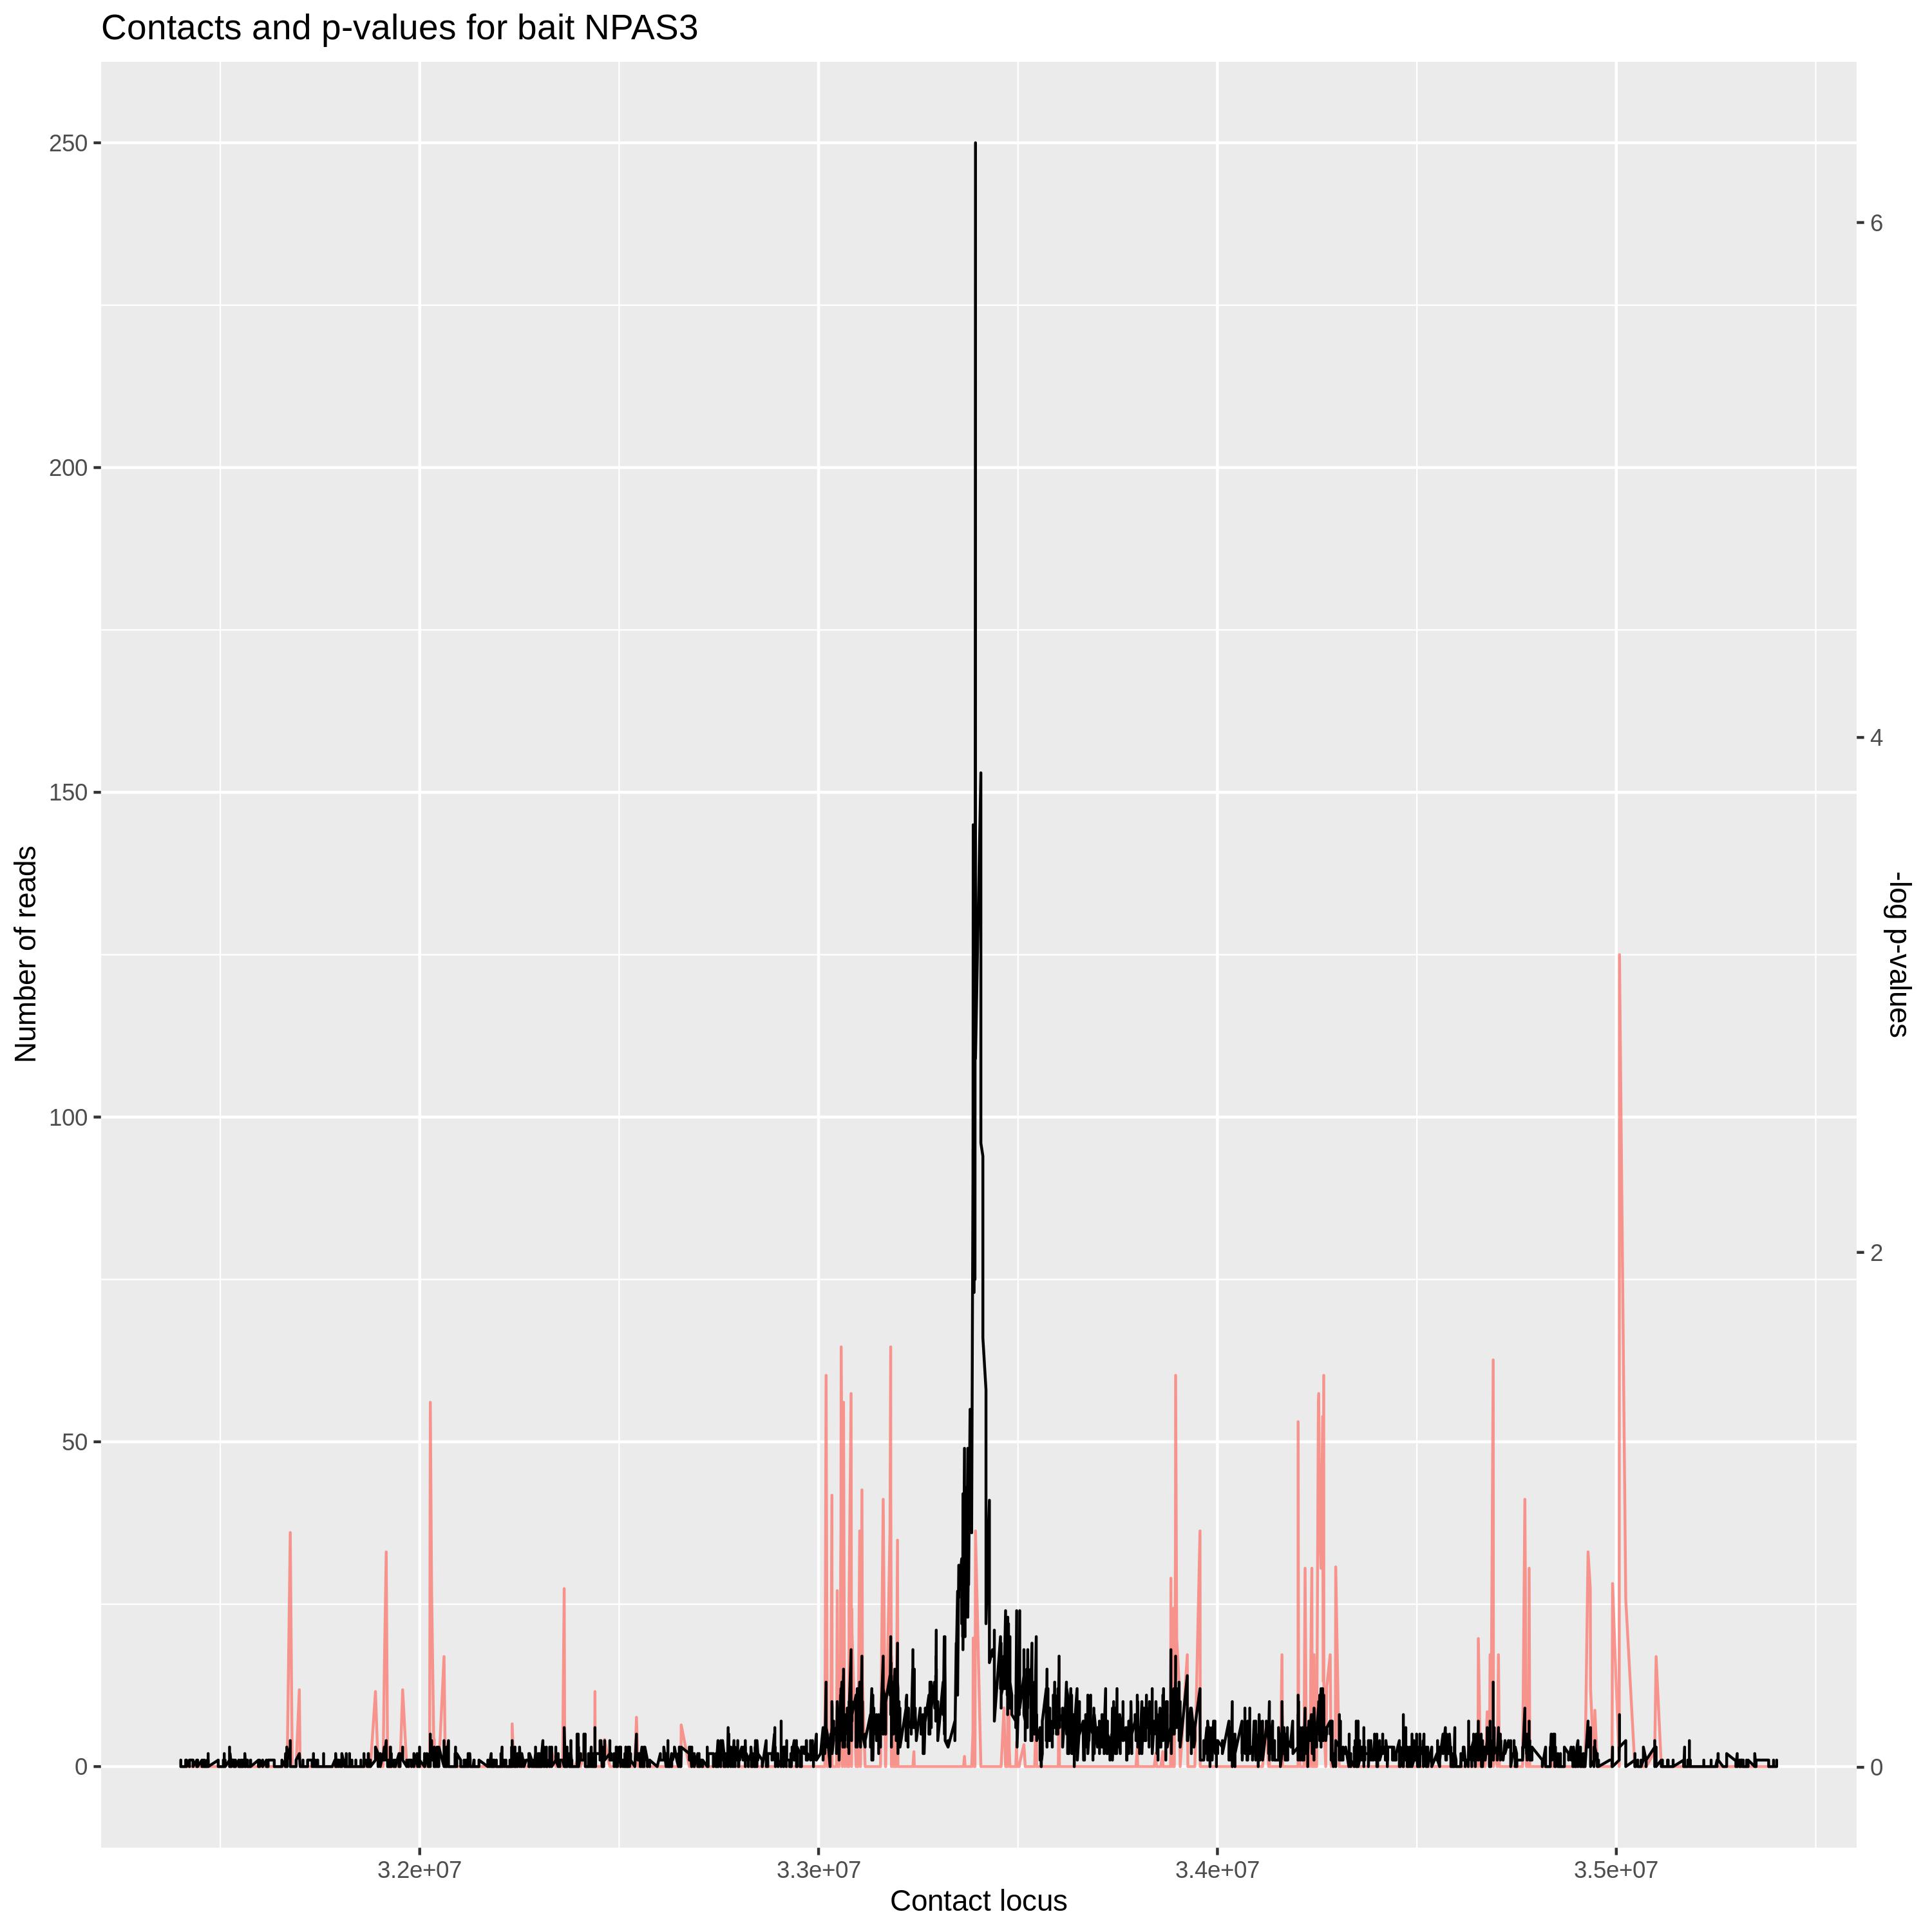 Contacts and p-values for bait NPAS3
250
200
150
100
50
0
Number of reads
6
4
2
0
-log p-values
3.2e+07
3.3e+07
3.4e+07
3.5e+07
Contact locus